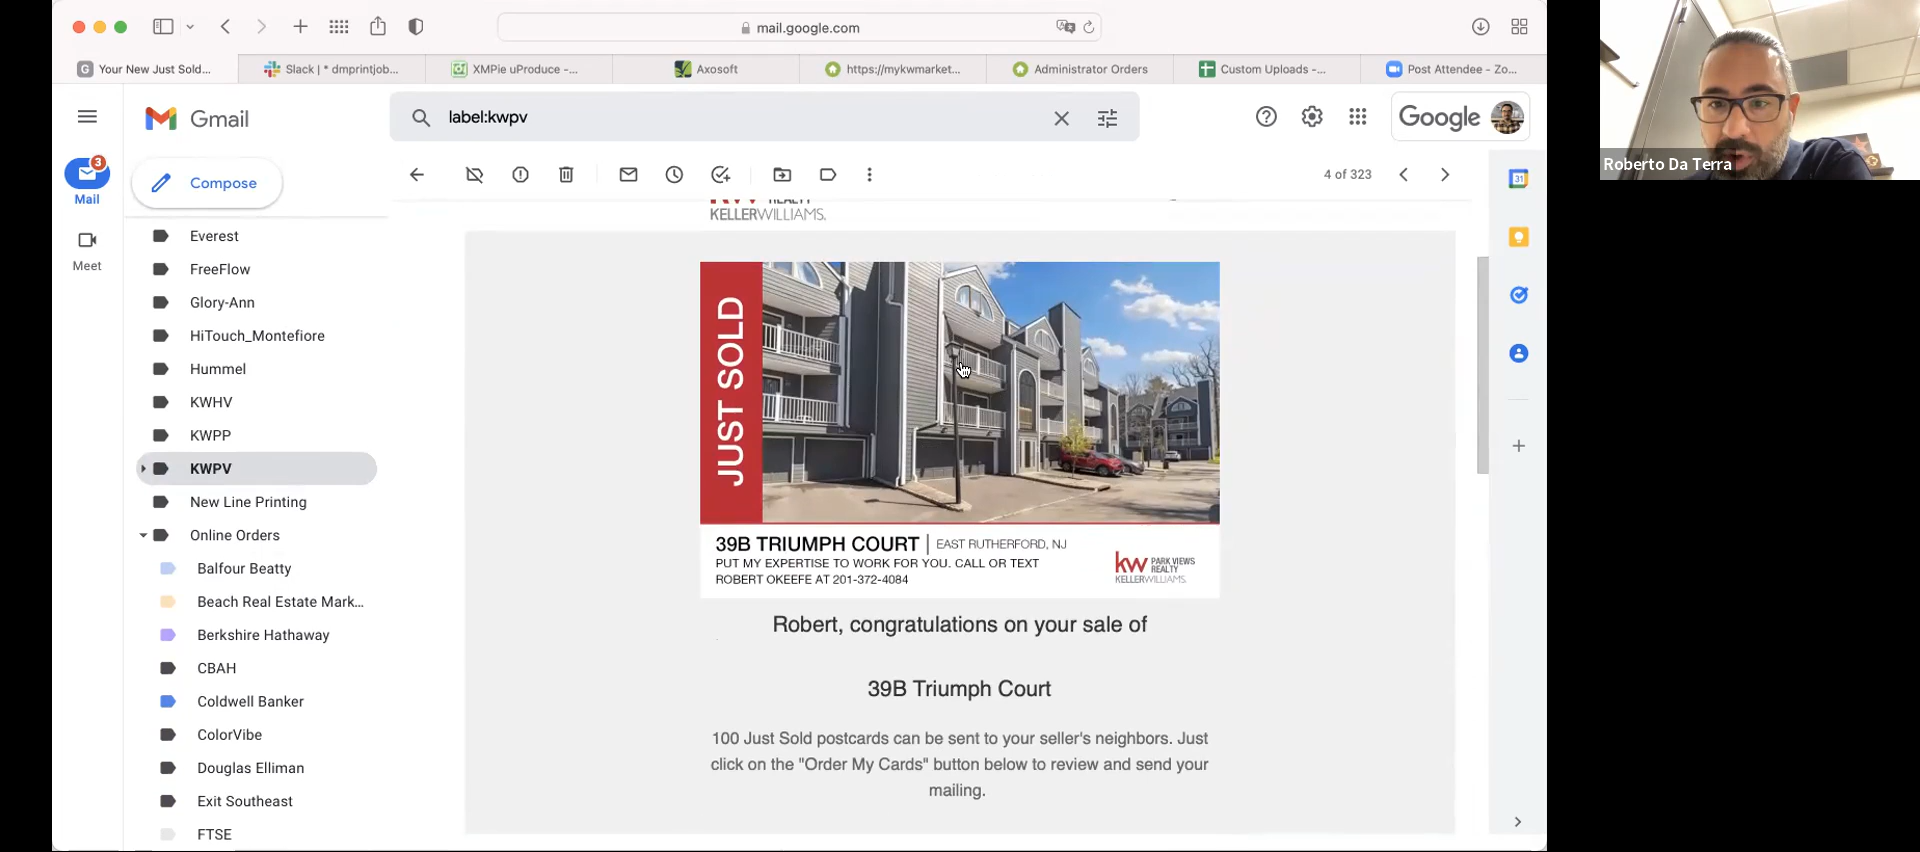 mail.google.com
Your New Just Sold...
Slack | * dmprintjob...
XMPie uProduce -...
Axosoft
https://mykwmarket...
Administrator Orders
Custom Uploads -...
Post Attendee - Zo...
Gmail
label:kwpv
Google
3
Mail
Compose
4 of 323
31
Meet
Everest
FreeFlow
Glory-Ann
HiTouch_Montefiore
Hummel
KWHV
KWPP
KWPV
New Line Printing
Online Orders
Balfour Beatty
Beach Real Estate Mark...
Berkshire Hathaway
CBAH
Coldwell Banker
ColorVibe
Douglas Elliman
Exit Southeast
FTSE
kw REALTY
KELLERWILLIAMS.
JUST SOLD
39B TRIUMPH COURT | EAST RUTHERFORD, NJ
PUT MY EXPERTISE TO WORK FOR YOU. CALL OR TEXT
ROBERT OKEEFE AT 201-372-4084
kw PARK VIEWS
REALTY
KELLERWILLIAMS.
Robert, congratulations on your sale of
39B Triumph Court
100 Just Sold postcards can be sent to your seller's neighbors. Just
click on the "Order My Cards" button below to review and send your
mailing.
Roberto Da Terra